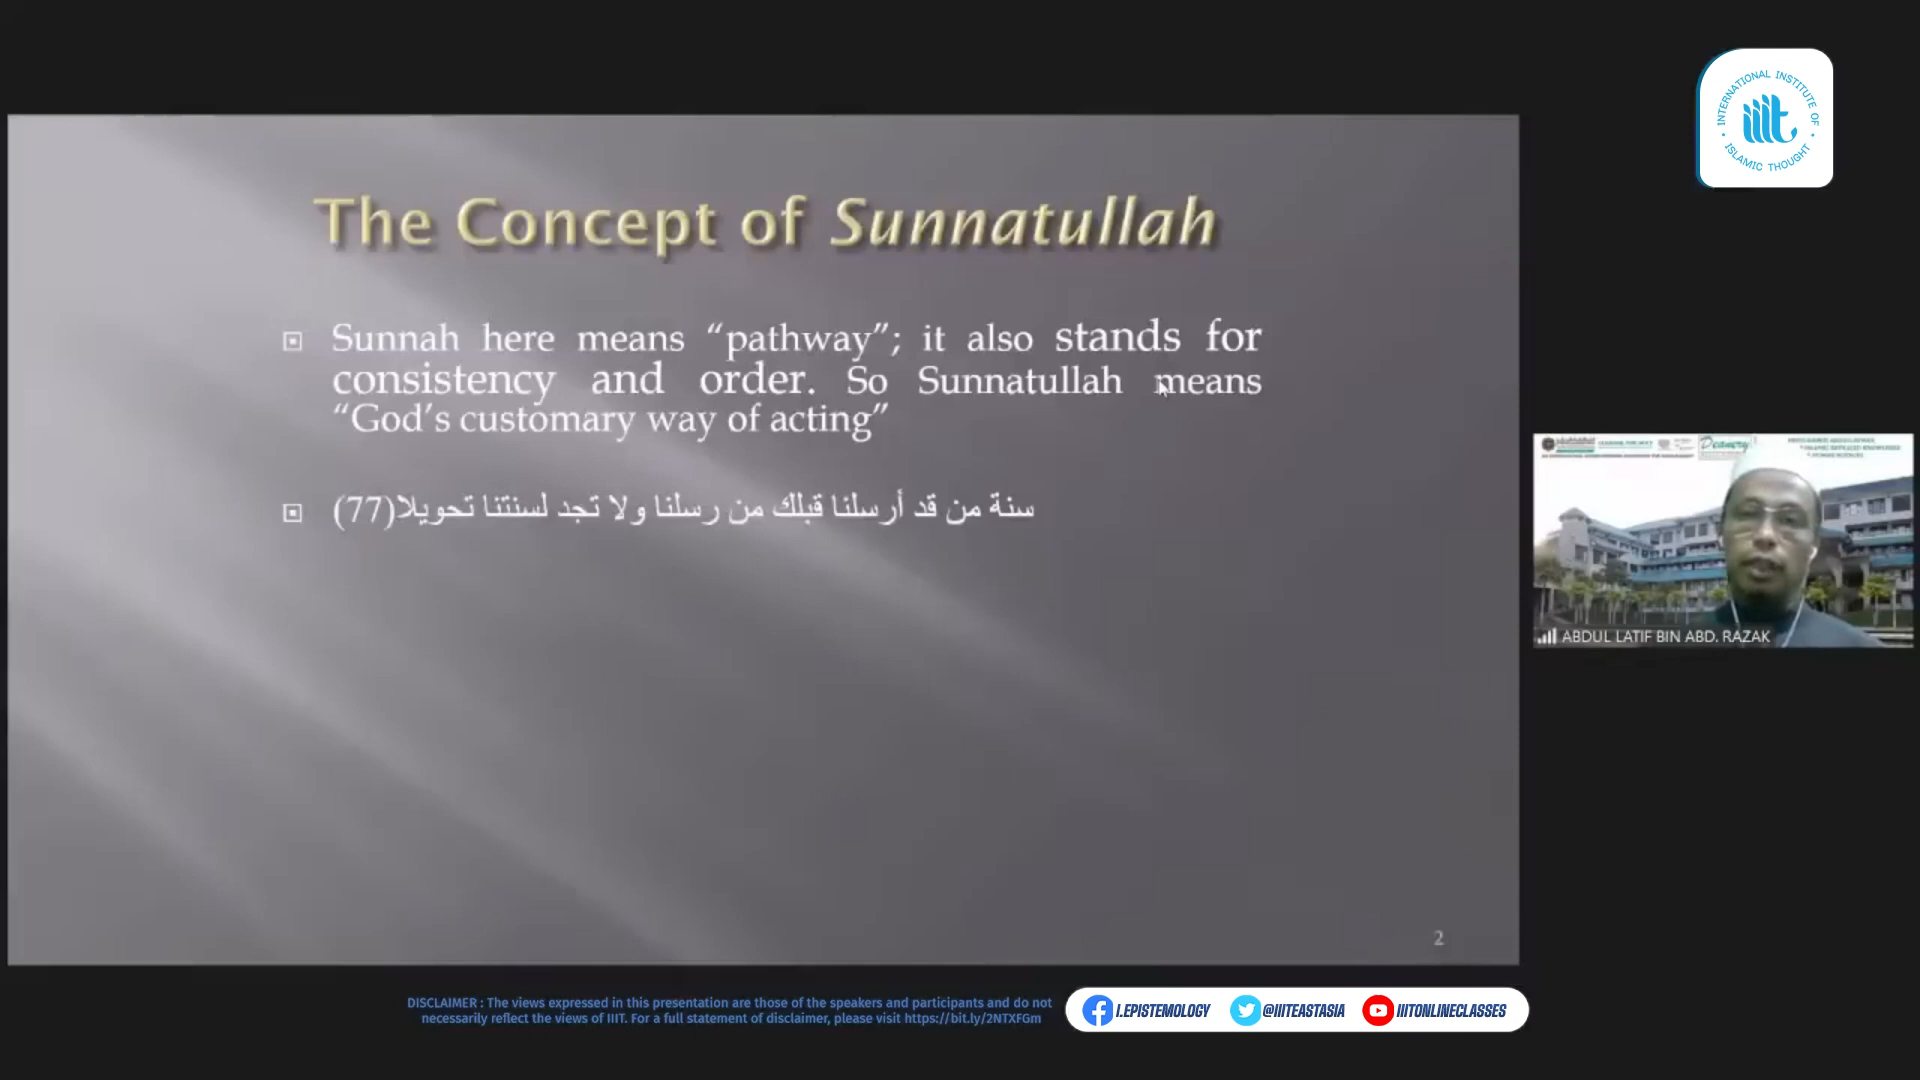 INTERNATIONAL INSTITUTE OF
ISLAMIC THOUGHT
iiit
The Concept of Sunnatullah
Sunnah here means “pathway”; it also stands for
consistency and order. So Sunnatullah means
“God’s customary way of acting”
سنة من قد أرسلنا قبلك من رسلنا ولا تجد لسنتنا تحويلا(77)
Deanery
ABDUL LATIF BIN ABD. RAZAK
2
DISCLAIMER : The views expressed in this presentation are those of the speakers and participants and do not
necessarily reflect the views of IIIT. For a full statement of disclaimer, please visit https://bit.ly/2NTXFGm
I.EPISTEMOLOGY
@IIITEASTASIA
IIITONLINECLASSES